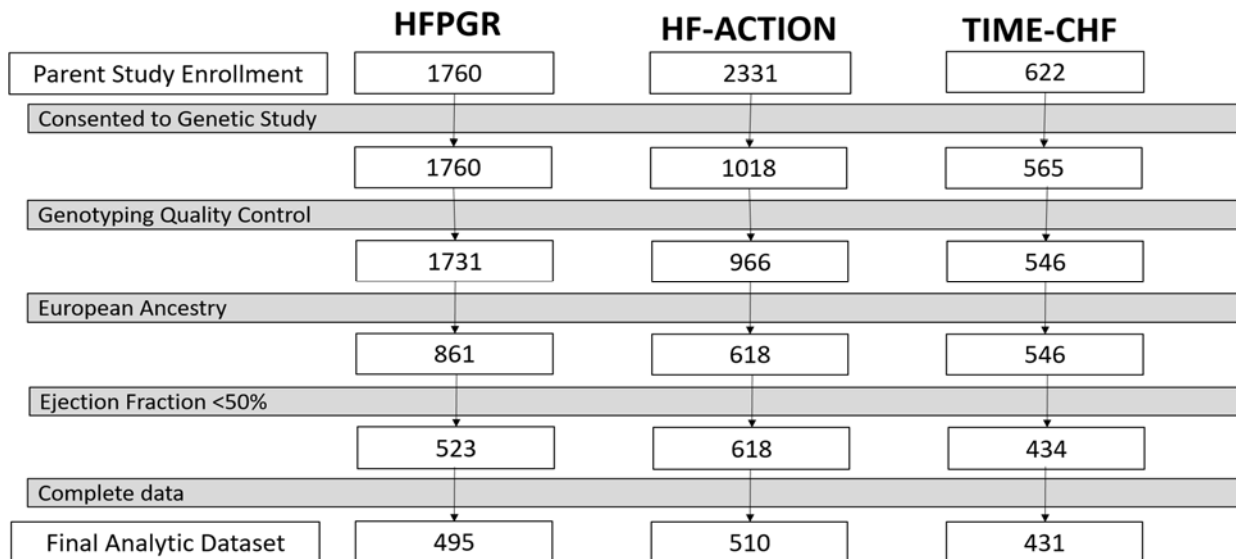 HFPGR HF-ACTION TIME-CHF
Parent Study Enrollment 1760 2331 622
Consented to Genetic Study
1760 1018 565
Genotyping Quality Control
1731 966 546
European Ancestry
861 618 546
Ejection Fraction <50%
523 618 434
Complete data
Final Analytic Dataset 495 510 431